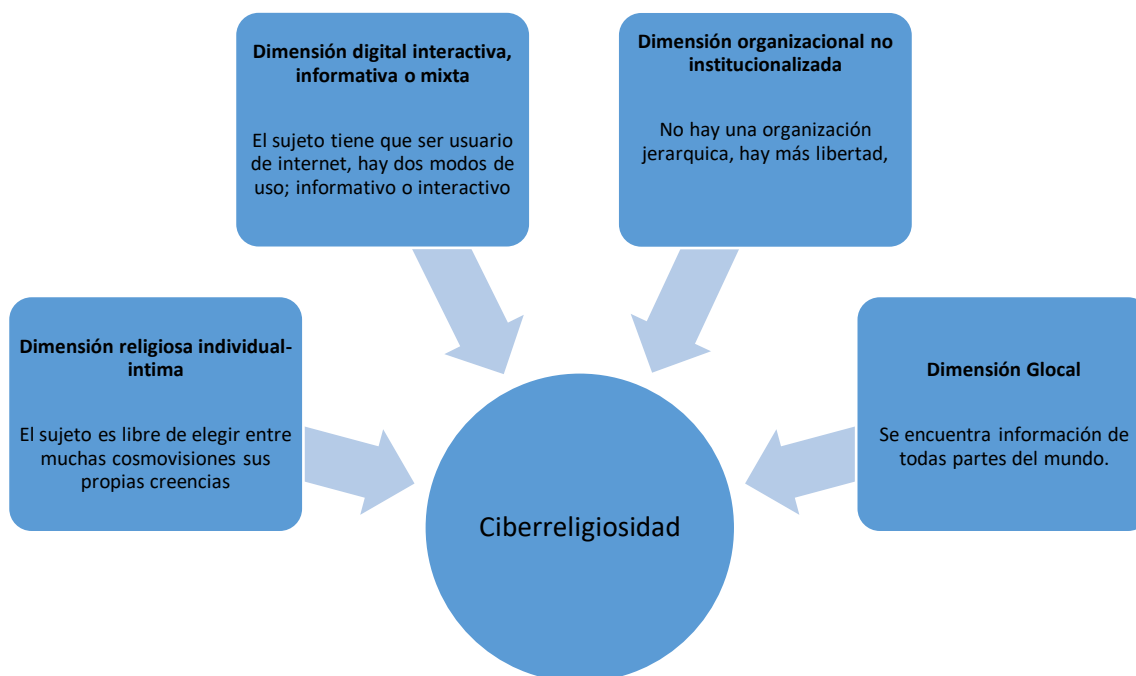 Dimensión digital interactiva,
informativa o mixta
El sujeto tiene que ser usuario
de internet, hay dos modos de
uso; informativo o interactivo
Dimensión organizacional no
institucionalizada
No hay una organización
jerarquica, hay más libertad,
Dimensión religiosa individual-
intima
El sujeto es libre de elegir entre
muchas cosmovisiones sus
propias creencias
Dimensión Glocal
Se encuentra información de
todas partes del mundo.
Ciberreligiosidad